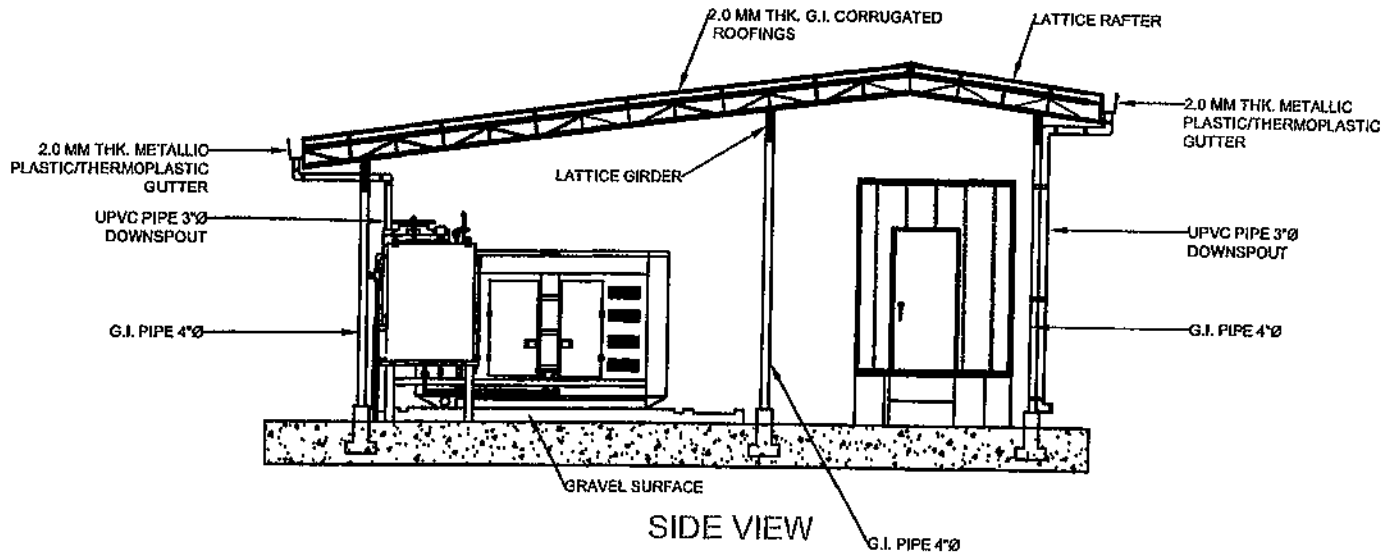 2.0 MM THK. G.I. CORRUGATED
ROOFINGS
LATTICE RAFTER
2.0 MM THK. METALLIC
PLASTIC/THERMOPLASTIC
GUTTER
2.0 MM THK. METALLIC
PLASTIC/THERMOPLASTIC
GUTTER
LATTICE GIRDER
UPVC PIPE 3"Ø
DOWNSPOUT
UPVC PIPE 3"Ø
DOWNSPOUT
G.I. PIPE 4"Ø
G.I. PIPE 4"Ø
GRAVEL SURFACE
SIDE VIEW
G.I. PIPE 4"Ø